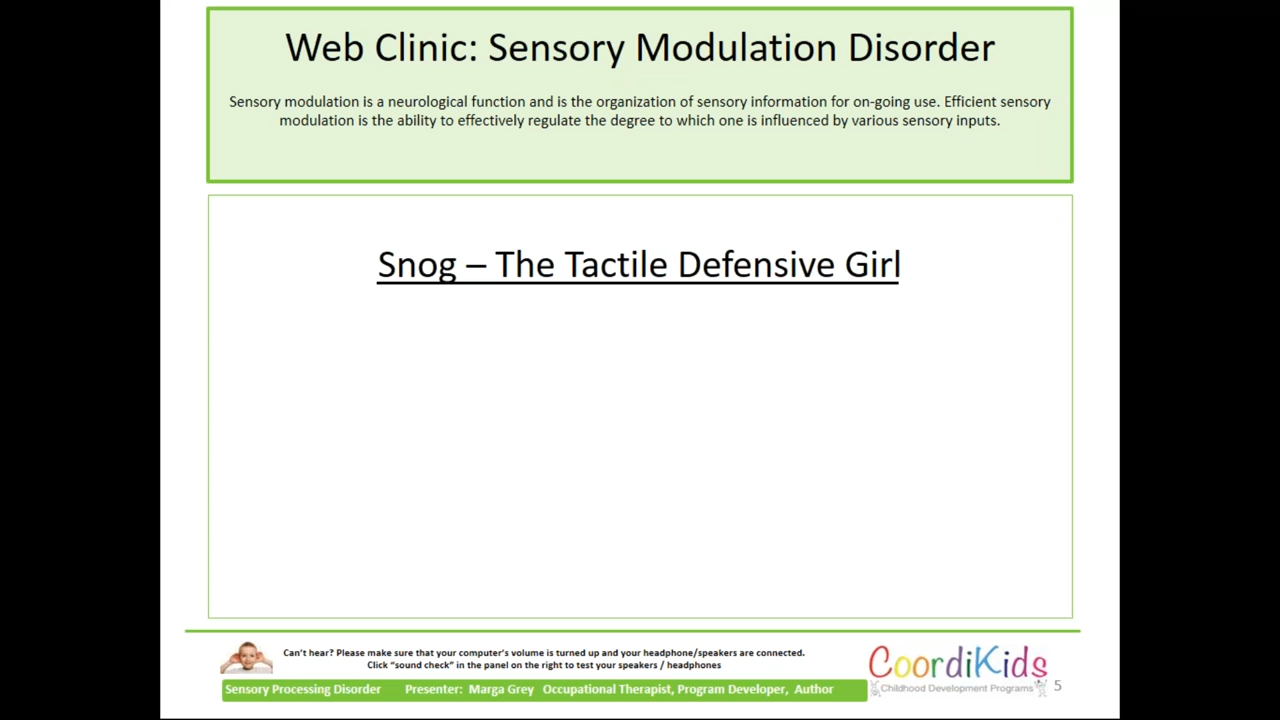 Web Clinic: Sensory Modulation Disorder
Sensory modulation is a neurological function and is the organization of sensory information for on-going use. Efficient sensory
modulation is the ability to effectively regulate the degree to which one is influenced by various sensory inputs.
Snog – The Tactile Defensive Girl
Can't hear? Please make sure that your computer's volume is turned up and your headphone/speakers are connected.
Click "sound check" in the panel on the right to test your speakers / headphones
Sensory Processing Disorder Presenter: Marga Grey Occupational Therapist, Program Developer, Author
CoordiKids
Childhood Development Programs
5